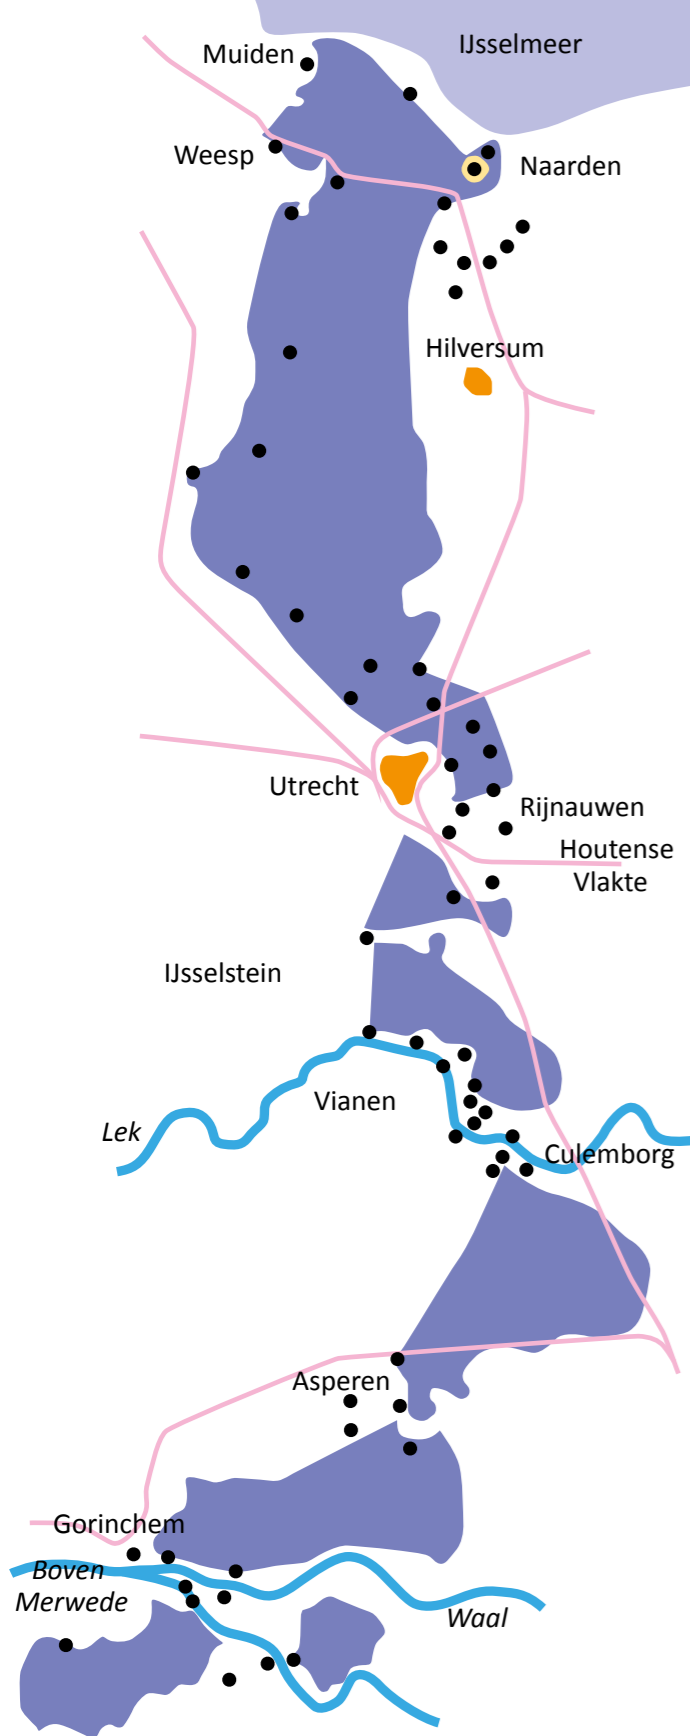 IJsselmeer
Muiden
Weesp
Naarden
Hilversum
Utrecht
Rijnauwen
Houtense
Vlakte
IJsselstein
Vianen
Lek
Culemborg
Asperen
Gorinchem
Boven
Merwede
Waal